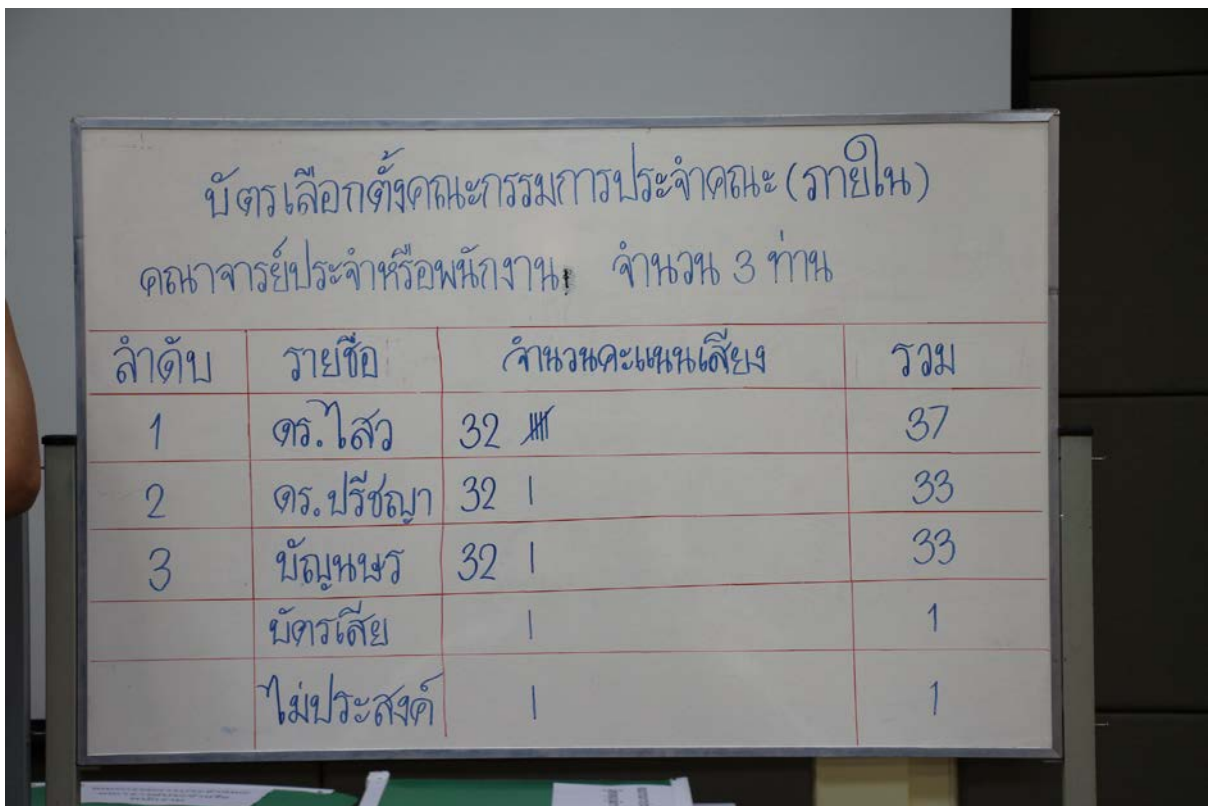 บัตรเลือกตั้งคณะกรรมการประจำคณะ (ภายใน)
คณาจารย์ประจำหรือพนักงาน จำนวน 3 ท่าน
ลำดับ รายชื่อ จำนวนคะแนนเสียง รวม
1 ดร.ไสว 32 𝍸 37
2 ดร.ปรีชญา 32 | 33
3 บัญนษร 32 | 33
บัตรเสีย | 1
ไม่ประสงค์ | 1